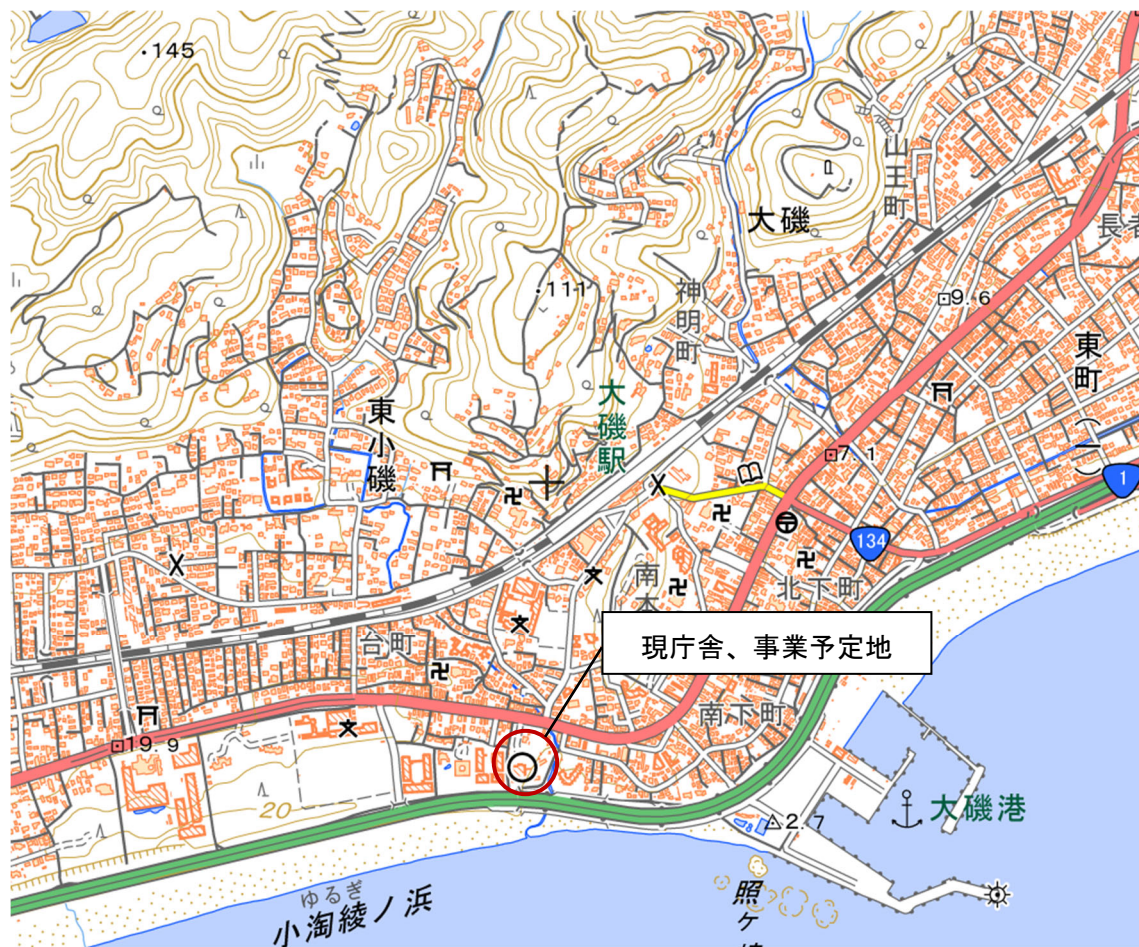 145
山王町
大磯
長者
111
神明町
9.6
東町(一)
大磯駅
東小磯
7.1
1
134
南本
北下町
現庁舎、事業予定地
台町
南下町
19.9
20
2.7
大磯港
ゆるぎ
小淘綾ノ浜
照ケ